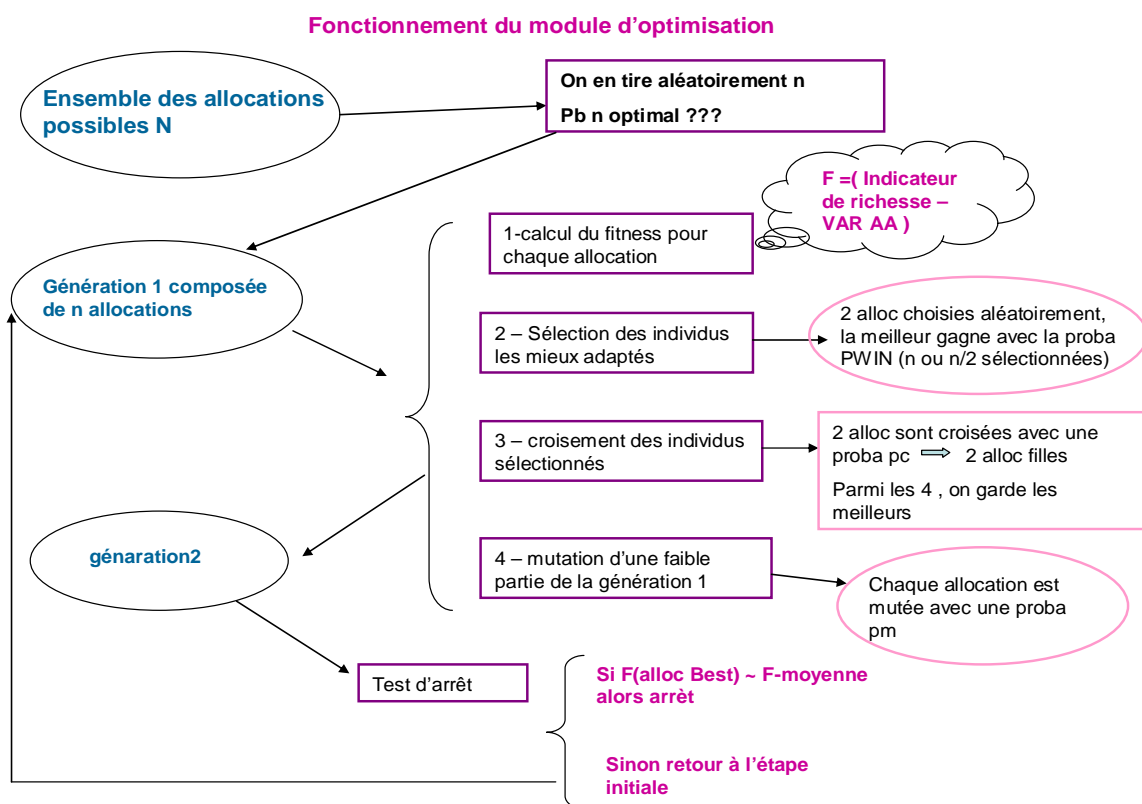 Fonctionnement du module d'optimisation
Ensemble des allocations
possibles N
On en tire aléatoirement n
Pb n optimal ???
F =( Indicateur
de richesse –
VAR AA )
1-calcul du fitness pour
chaque allocation
Génération 1 composée
de n allocations
2 – Sélection des individus
les mieux adaptés
2 alloc choisies aléatoirement,
la meilleur gagne avec la proba
PWIN (n ou n/2 sélectionnées)
3 – croisement des individus
sélectionnés
2 alloc sont croisées avec une
proba pc 2 alloc filles
Parmi les 4 , on garde les
meilleurs
génaration2
4 – mutation d'une faible
partie de la génération 1
Chaque allocation est
mutée avec une proba
pm
Test d'arrêt
Si F(alloc Best) ~ F-moyenne
alors arrèt
Sinon retour à l'étape
initiale